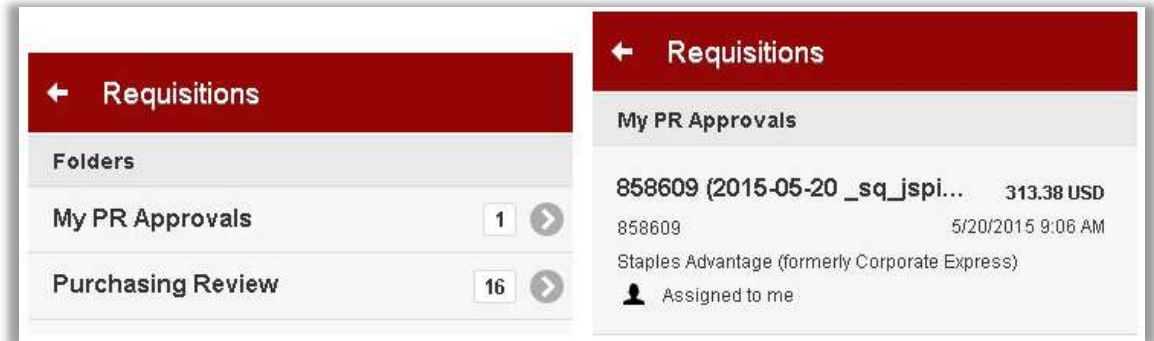 Requisitions
Folders
My PR Approvals 1
Purchasing Review 16
Requisitions
My PR Approvals
858609 (2015-05-20 _sq_jspi... 313.38 USD
858609 5/20/2015 9:06 AM
Staples Advantage (formerly Corporate Express)
Assigned to me